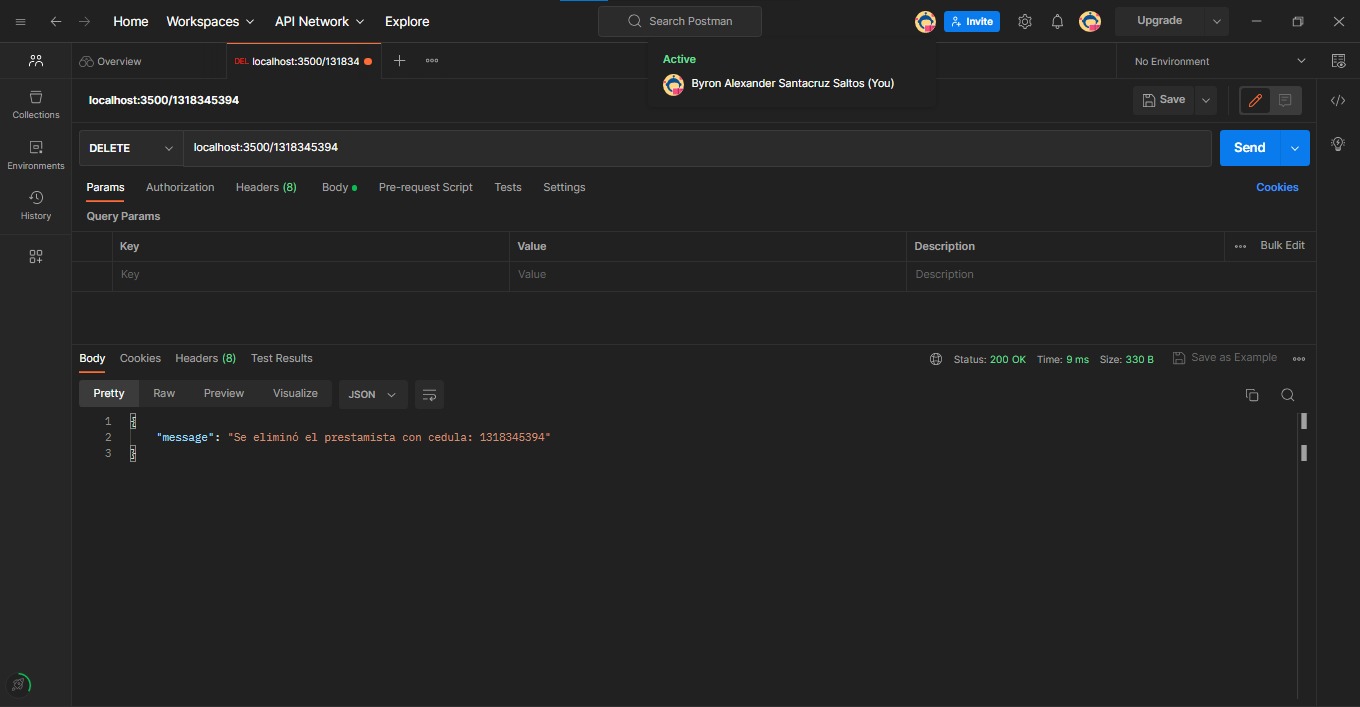 Home Workspaces API Network Explore Search Postman Invite Upgrade
Overview DEL localhost:3500/131834 No Environment
Active
Byron Alexander Santacruz Saltos (You)
localhost:3500/1318345394 Save
Collections
DELETE localhost:3500/1318345394 Send
Environments
Params Authorization Headers (8) Body Pre-request Script Tests Settings Cookies
History
Query Params
Key Value Description Bulk Edit
Key Value Description
Body Cookies Headers (8) Test Results Status: 200 OK Time: 9 ms Size: 330 B Save as Example
Pretty Raw Preview Visualize JSON
1 {
2 "message": "Se eliminó el prestamista con cedula: 1318345394"
3 }